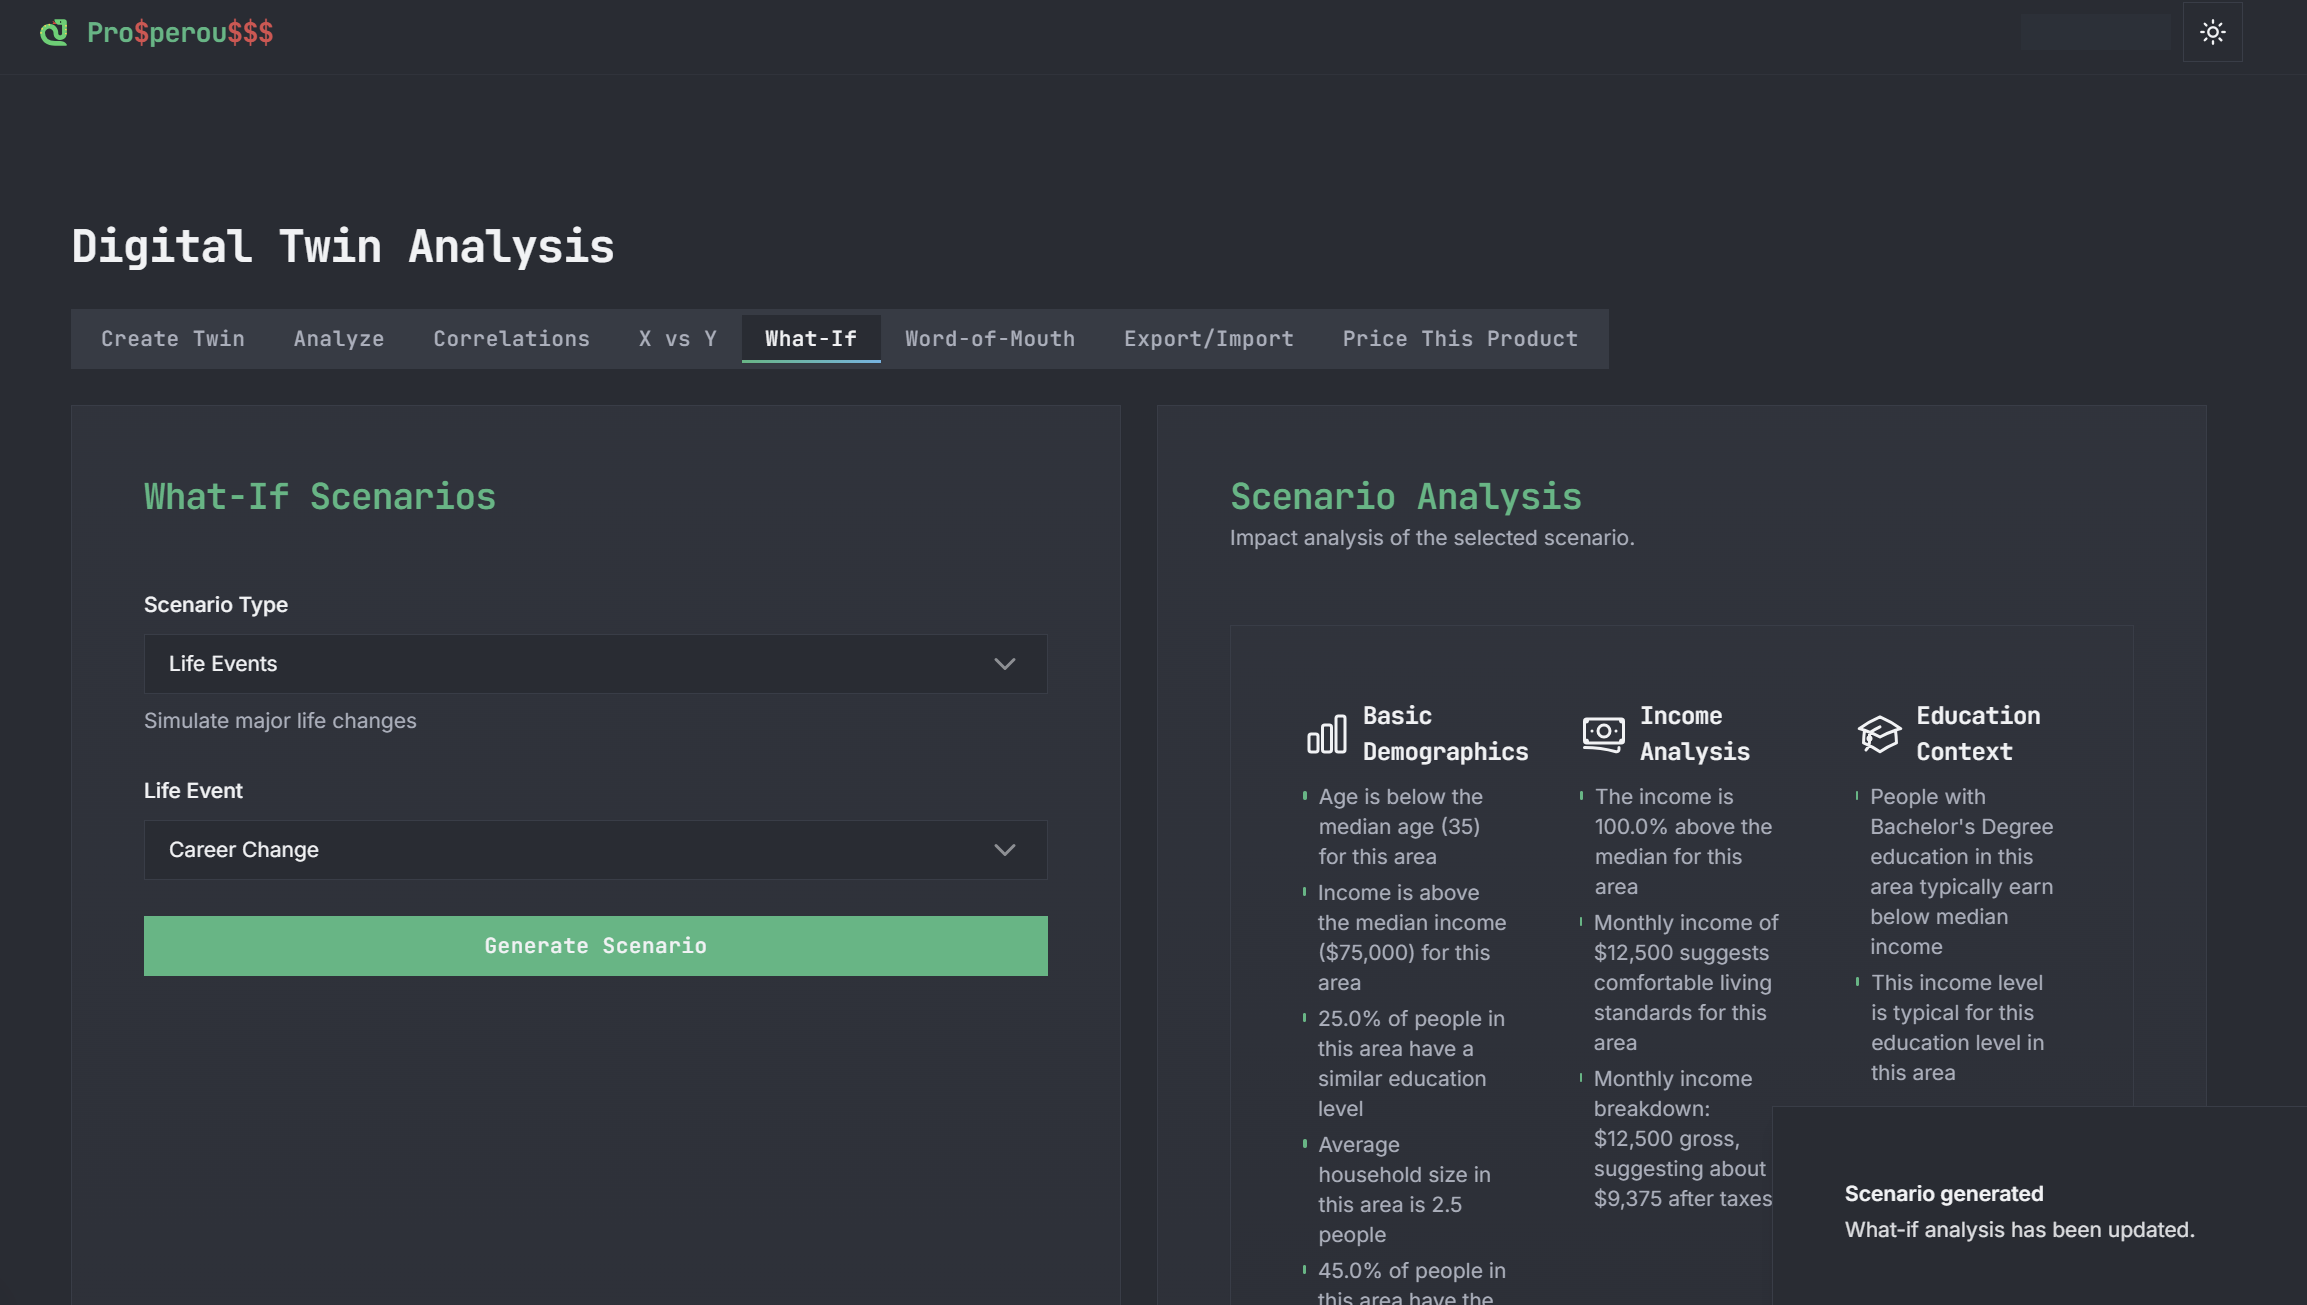 Pro$perou$$$
Digital Twin Analysis
Create Twin
Analyze
Correlations
X vs Y
What-If
Word-of-Mouth
Export/Import
Price This Product
What-If Scenarios
Scenario Type
Life Events
Simulate major life changes
Life Event
Career Change
Generate Scenario
Scenario Analysis
Impact analysis of the selected scenario.
Basic
Demographics
Age is below the
median age (35)
for this area
Income is above
the median income
($75,000) for this
area
25.0% of people in
this area have a
similar education
level
Average
household size in
this area is 2.5
people
45.0% of people in
this area have the
Income
Analysis
The income is
100.0% above the
median for this
area
Monthly income of
$12,500 suggests
comfortable living
standards for this
area
Monthly income
breakdown:
$12,500 gross,
suggesting about
$9,375 after taxes
Education
Context
People with
Bachelor's Degree
education in this
area typically earn
below median
income
This income level
is typical for this
education level in
this area
Scenario generated
What-if analysis has been updated.